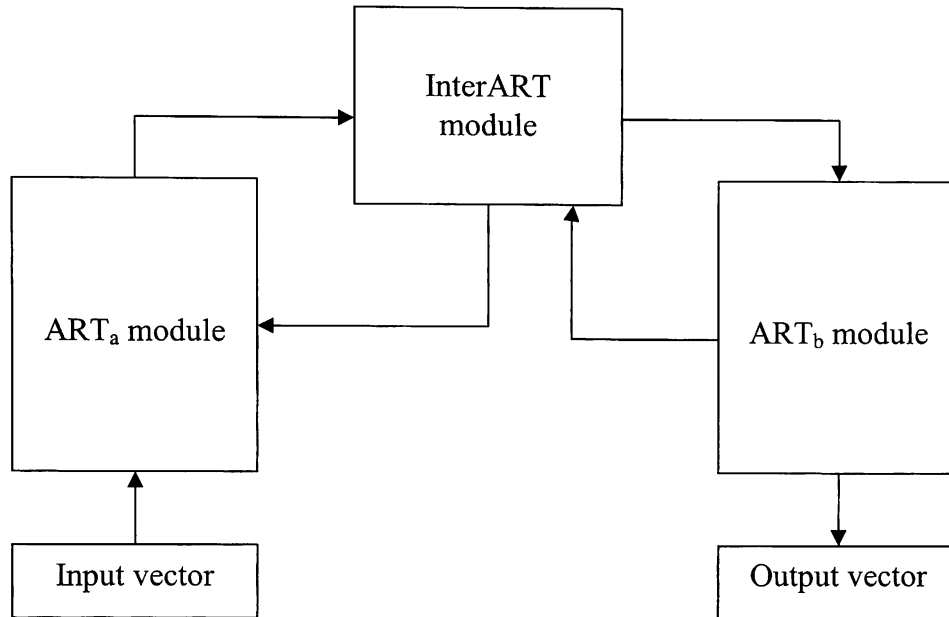 InterART
module
ARTa module
ARTb module
Input vector
Output vector